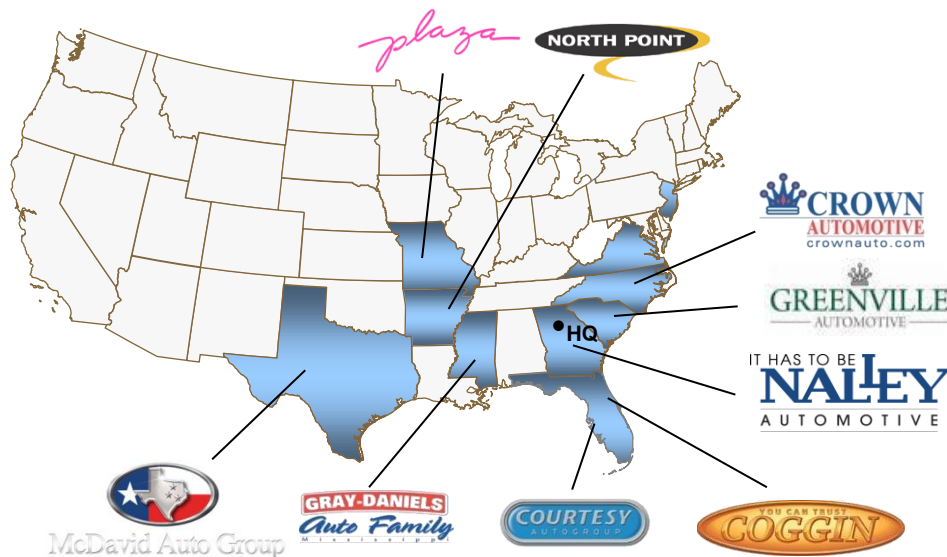 plaza
NORTH POINT
CROWN
AUTOMOTIVE
crownauto.com
GREENVILLE
AUTOMOTIVE
HQ
IT HAS TO BE
NALLEY
AUTOMOTIVE
McDavid Auto Group
GRAY-DANIELS
Auto Family
Mississippi
COURTESY
AUTOGROUP
YOU CAN TRUST
COGGIN